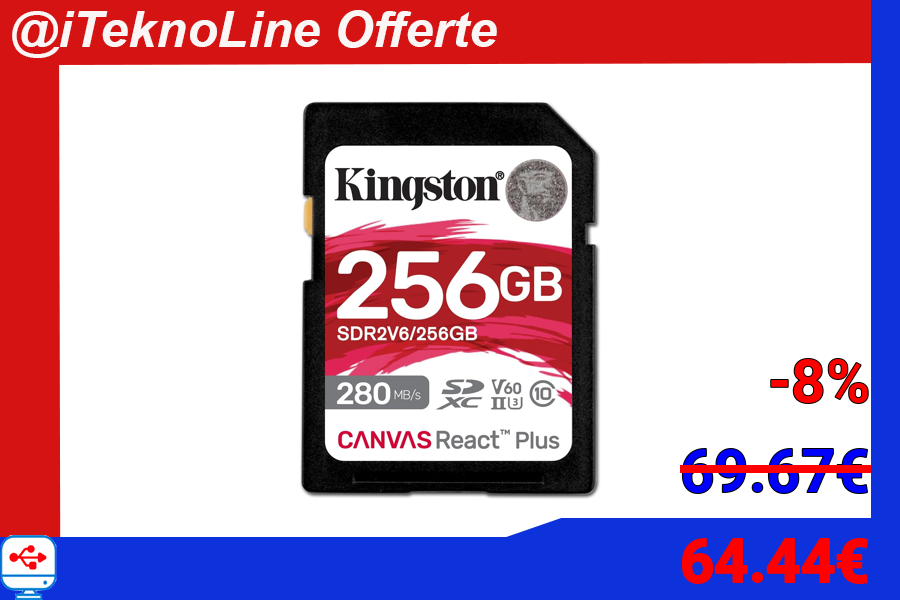 @iTeknoLine Offerte
Kingston®
256GB
SDR2V6/256GB
280 MB/s
SD XC
V60
II U3
10
CANVAS React™ Plus
-8%
69.67€
64.44€